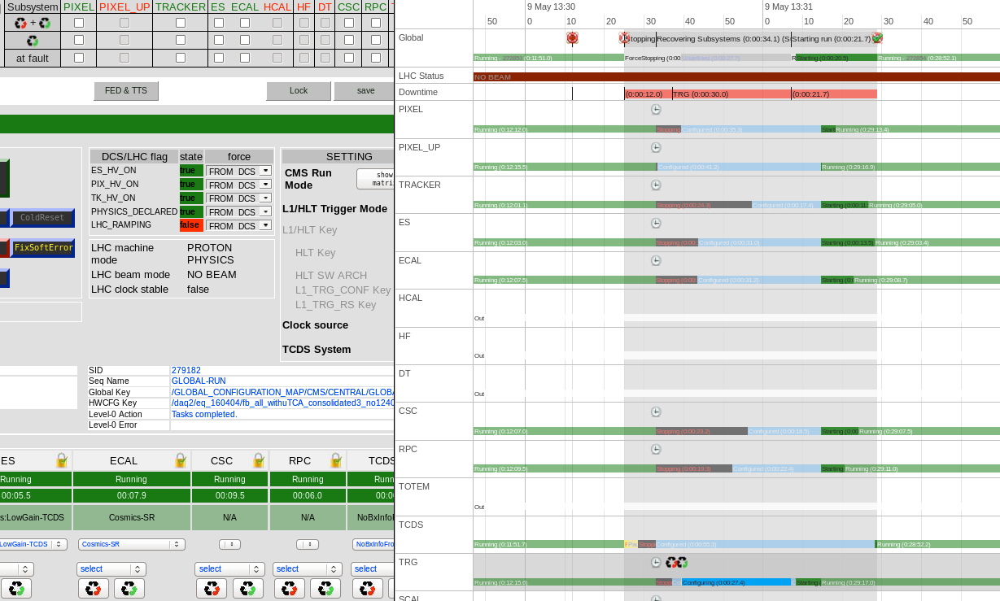 Subsystem PIXEL PIXEL_UP TRACKER ES ECAL HCAL HF DT CSC RPC
+
at fault
FED & TTS Lock save
DCS/LHC flag state force
ES_HV_ON true FROM DCS
PIX_HV_ON true FROM DCS
TK_HV_ON true FROM DCS
PHYSICS_DECLARED true FROM DCS
LHC_RAMPING false FROM DCS
ColdReset
FixSoftError
LHC machine mode PROTON PHYSICS
LHC beam mode NO BEAM
LHC clock stable false
SETTING
CMS Run Mode
show
matri
L1/HLT Trigger Mode
L1/HLT Key
HLT Key
HLT SW ARCH
L1_TRG_CONF Key
L1_TRG_RS Key
Clock source
TCDS System
SID 279182
Seq Name GLOBAL-RUN
Global Key /GLOBAL_CONFIGURATION_MAP/CMS/CENTRAL/GLOBA
HWCFG Key /daq2/eq_160404/fb_all_withuTCA_consolidated3_no1240
Level-0 Action Tasks completed.
Level-0 Error
ES ECAL CSC RPC TCDS
Running Running Running Running Runn
00:05.5 00:07.9 00:09.5 00:06.0 00:0
s:LowGain-TCDS Cosmics-SR N/A N/A NoBxInfoF
LowGain-TCDS Cosmics-SR NoBxInfoFro
select select select select
9 May 13:30 9 May 13:31
50 0 10 20 30 40 50 0 10 20 30 40 50
Global
topping Recovering Subsystems (0:00:34.1) (S Starting run (0:00:21.7)
Running - 272853 (0:11:51.0) ForceStopping (0:00: R Starting (0:00:20.5) Running - 272854 (0:28:52.1)
LHC Status NO BEAM
Downtime (0:00:12.0) TRG (0:00:30.0) (0:00:21.7)
PIXEL
Running (0:12:12.0) Stopping Configured (0:00:35.3) Start Running (0:29:13.4)
PIXEL_UP
Running (0:12:15.5) Configured (0:00:41.2) Running (0:29:16.9)
TRACKER
Running (0:12:01.1) Stopping (0:00:24.3) Configured (0:00:17.4) Starting (0:00:11 Running (0:29:05.0)
ES
Running (0:12:03.0) Stopping (0:00: Configured (0:00:31.0) Starting (0:00:13.5) Running (0:29:03.4)
ECAL
Running (0:12:07.5) Stopping (0:00: Configured (0:00:31.2) Starting (0:0 Running (0:29:08.7)
HCAL
Out
HF
Out
DT
Out
CSC
Running (0:12:07.0) Stopping (0:00:23.2) Configured (0:00:18.5) Starting (0:00 Running (0:29:07.5)
RPC
Running (0:12:09.5) Stopping (0:00:19.3) Configured (0:00:22.4) Starting Running (0:29:11.0)
TOTEM
Out
TCDS
Running (0:11:51.7) Pa Stopp Configured (0:00:55.3) Running (0:28:52.2)
TRG
Running (0:12:15.6) Stopp Configuring (0:00:27.4) Starting Running (0:29:17.0)
SCAL